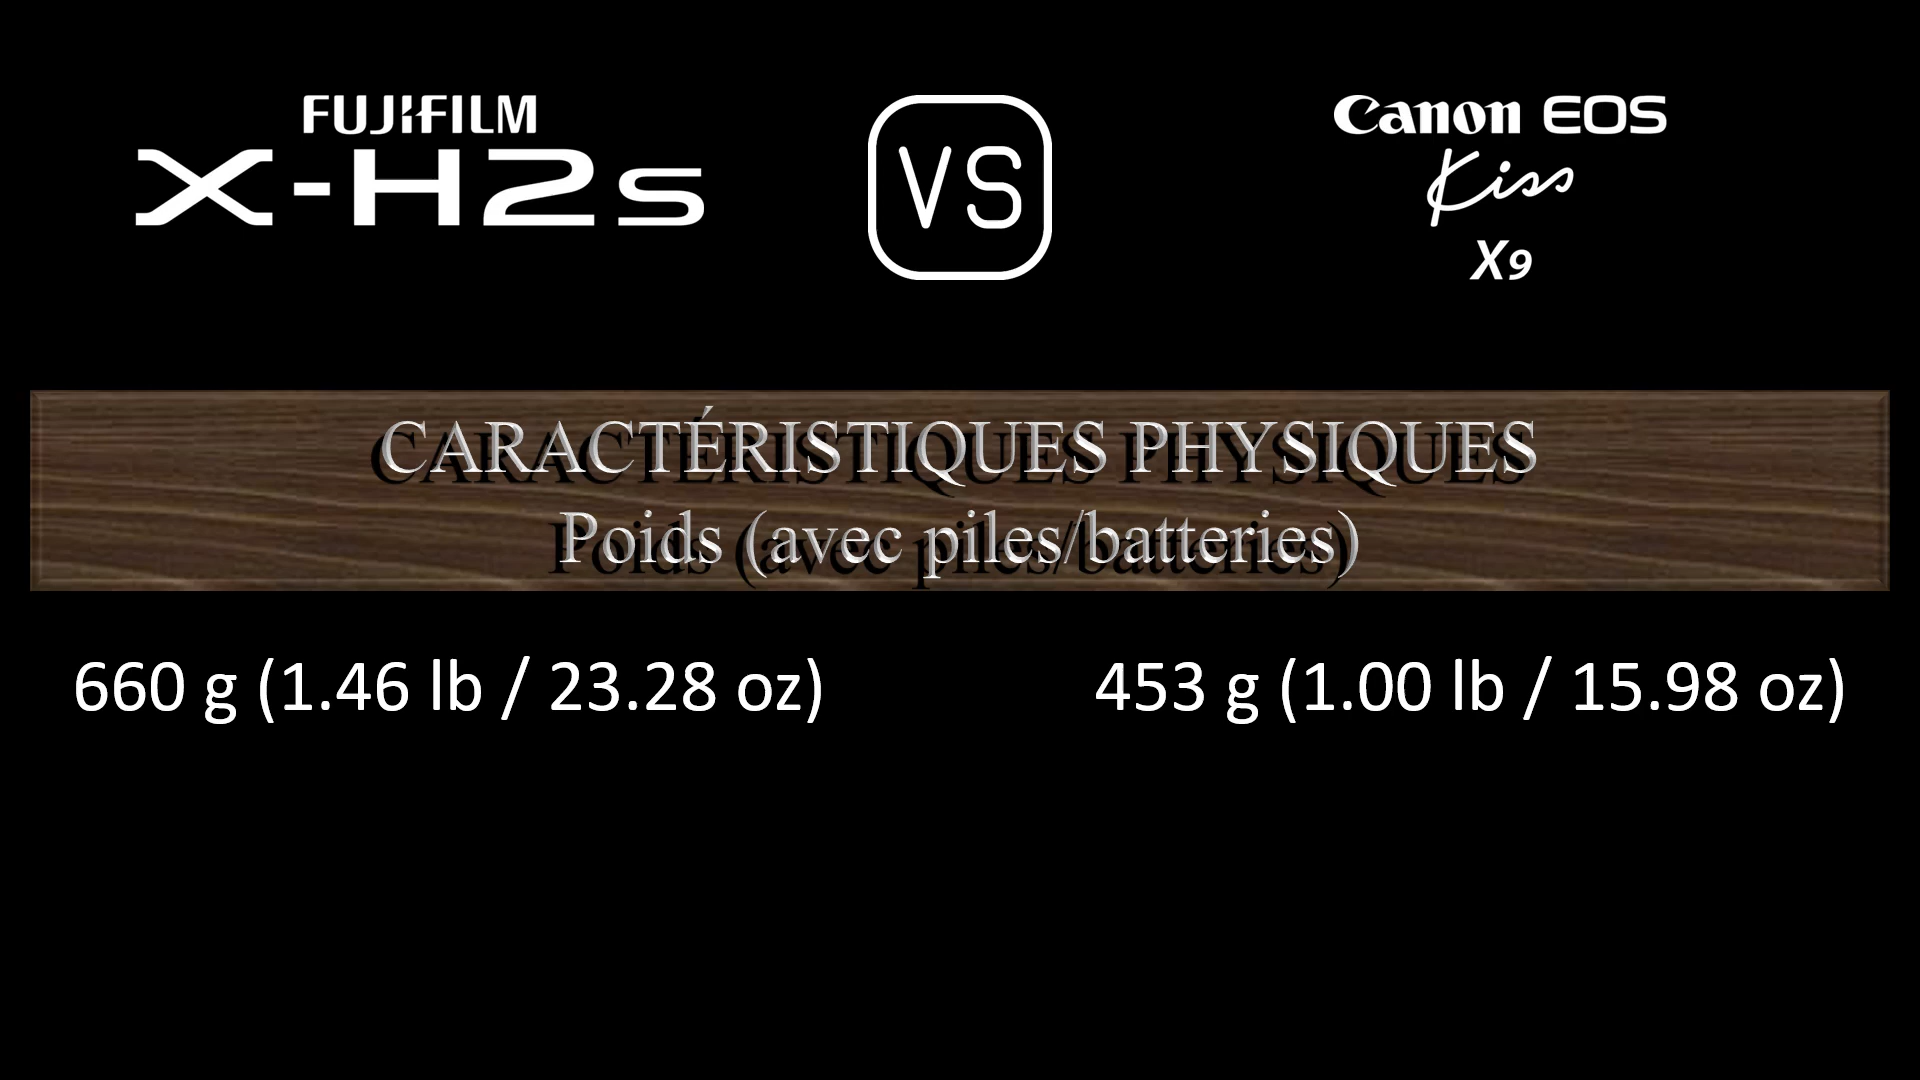 FUJIFILM
X-H2s
VS
Canon EOS
Kiss
X9
CARACTÉRISTIQUES PHYSIQUES
Poids (avec piles/batteries)
660 g (1.46 lb / 23.28 oz)
453 g (1.00 lb / 15.98 oz)